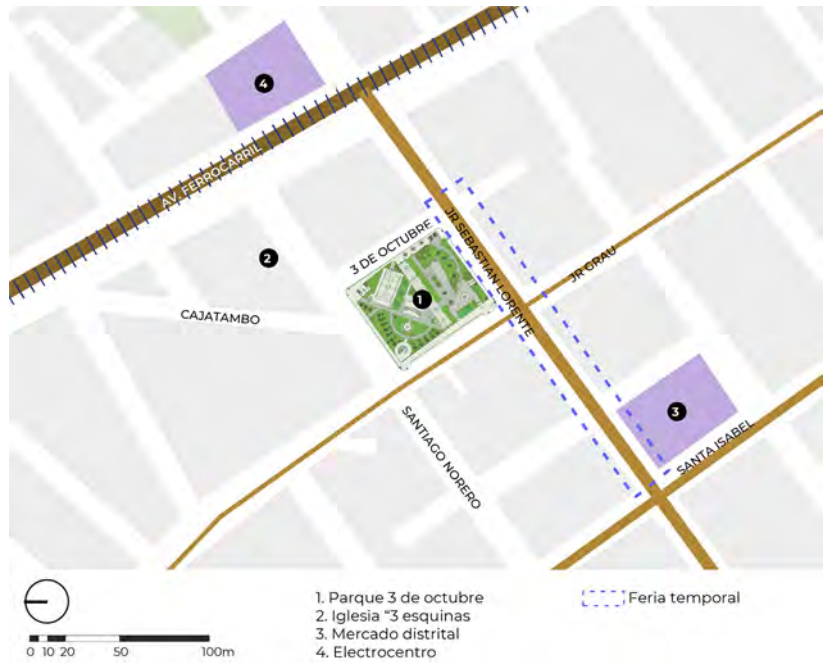 4
AV. FERROCARRIL
2
3 DE OCTUBRE
JR SEBASTIAN LORENTE
JR GRAU
1
CAJATAMBO
3
SANTIAGO NORERO
SANTA ISABEL
1. Parque 3 de octubre
2. Iglesia “3 esquinas
3. Mercado distrital
4. Electrocentro
Feria temporal
0 10 20 50 100m